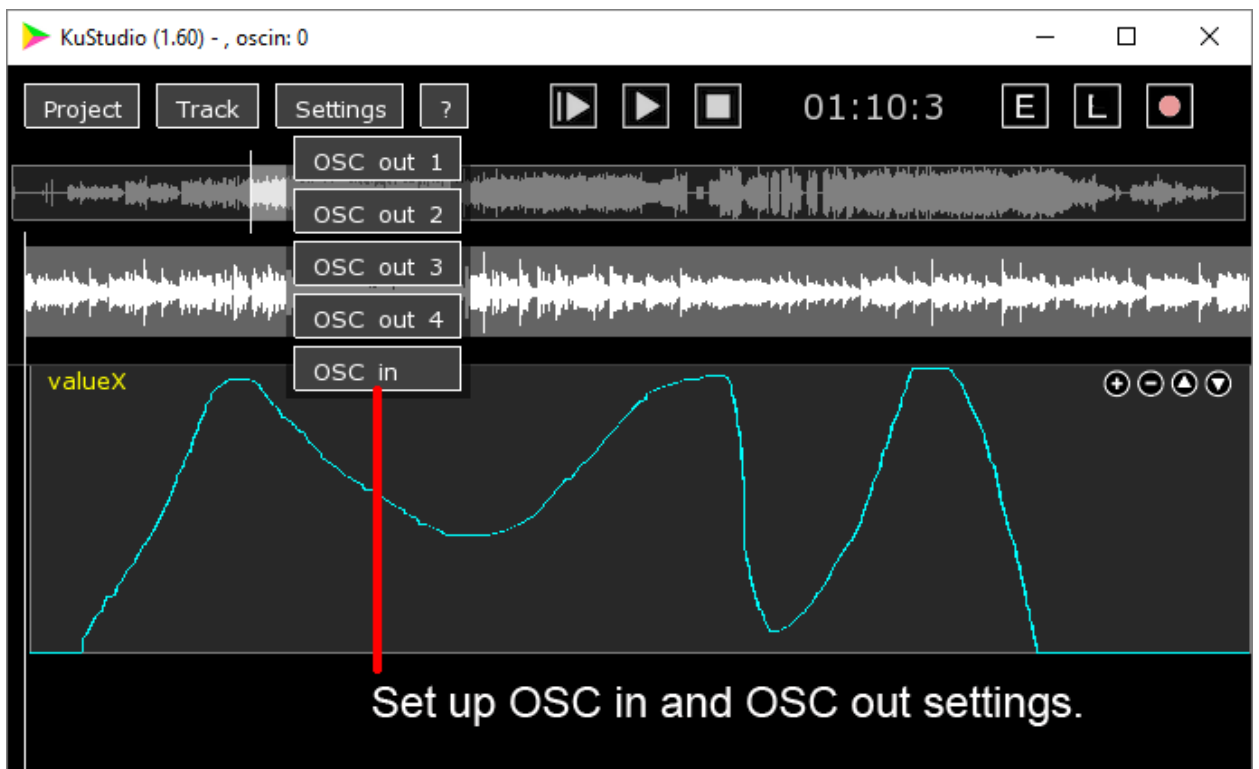 KuStudio (1.60) - , oscin: 0
Project Track Settings ? 01:10:3 E L
OSC out 1
OSC out 2
OSC out 3
OSC out 4
OSC in
valueX
Set up OSC in and OSC out settings.